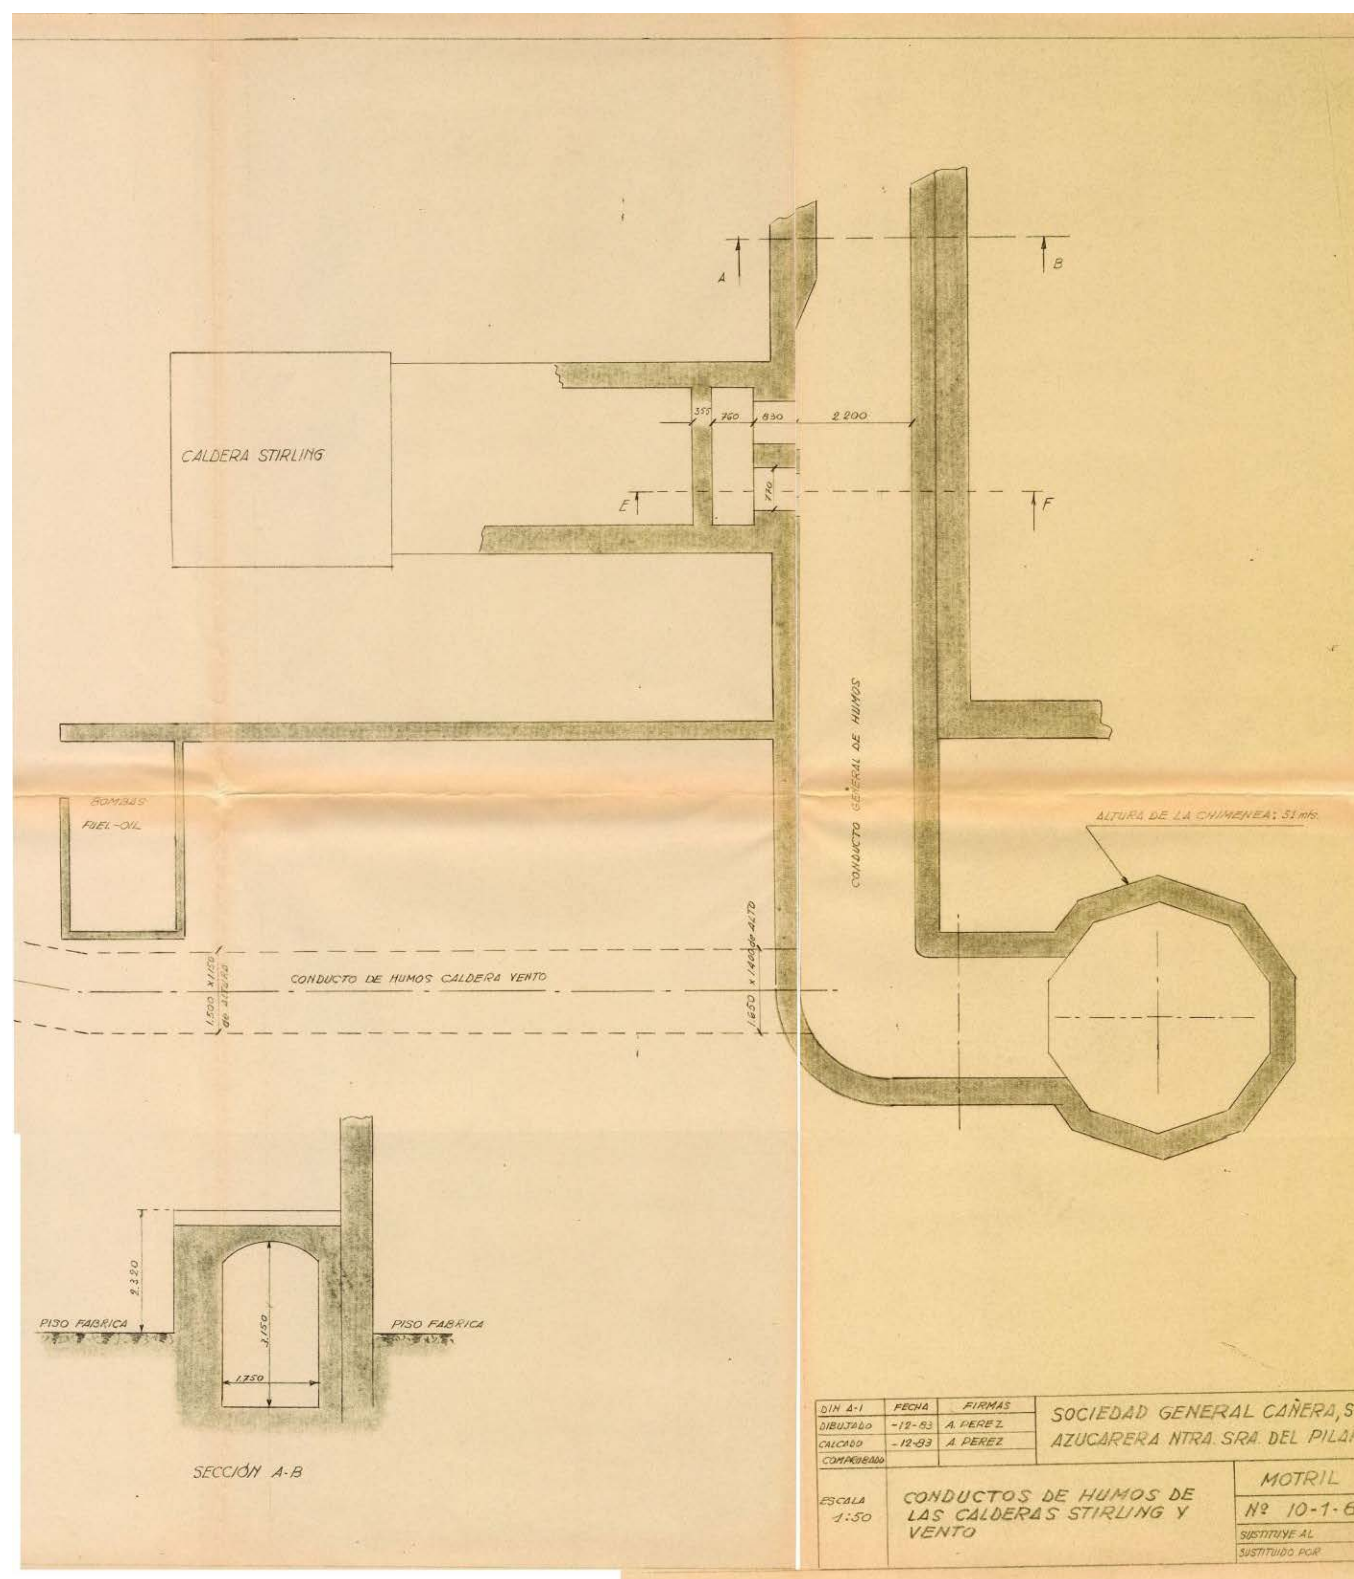 A
B
355
760
830
2.200
CALDERA STIRLING
770
E
F
CONDUCTO GENERAL DE HUMOS
BOMBAS
FUEL-OIL
ALTURA DE LA CHIMENEA: 51 mts.
1.500 x 1.150
de ALTURA
CONDUCTO DE HUMOS CALDERA VENTO
1.650 x 1.400 de ALTO
2.320
PISO FABRICA
3.150
PISO FABRICA
1.750
SECCIÓN A-B
DIN A-1 FECHA FIRMAS
DIBUJADO -12-83 A. PEREZ
CALCADO -12-83 A. PEREZ
COMPROBADO
SOCIEDAD GENERAL CAÑERA, S
AZUCARERA NTRA. SRA. DEL PILA
ESCALA
1:50
CONDUCTOS DE HUMOS DE
LAS CALDERAS STIRLING Y
VENTO
MOTRIL
Nº 10-1-6
SUSTITUYE AL
SUSTITUIDO POR